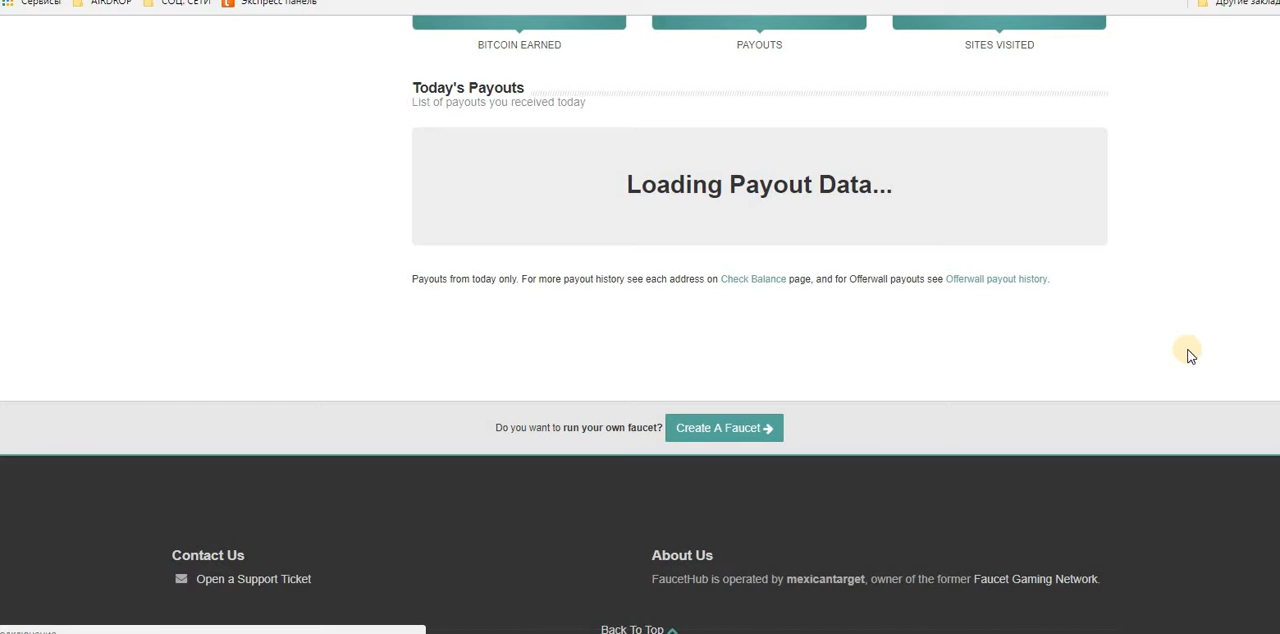 Сервисы AIRDROP СОЦ. СЕТИ Экспресс панель Другие заклад
BITCOIN EARNED PAYOUTS SITES VISITED
Today's Payouts
List of payouts you received today
Loading Payout Data...
Payouts from today only. For more payout history see each address on Check Balance page, and for Offerwall payouts see Offerwall payout history.
Do you want to run your own faucet? Create A Faucet
Contact Us About Us
Open a Support Ticket FaucetHub is operated by mexicantarget, owner of the former Faucet Gaming Network.
Back To Top